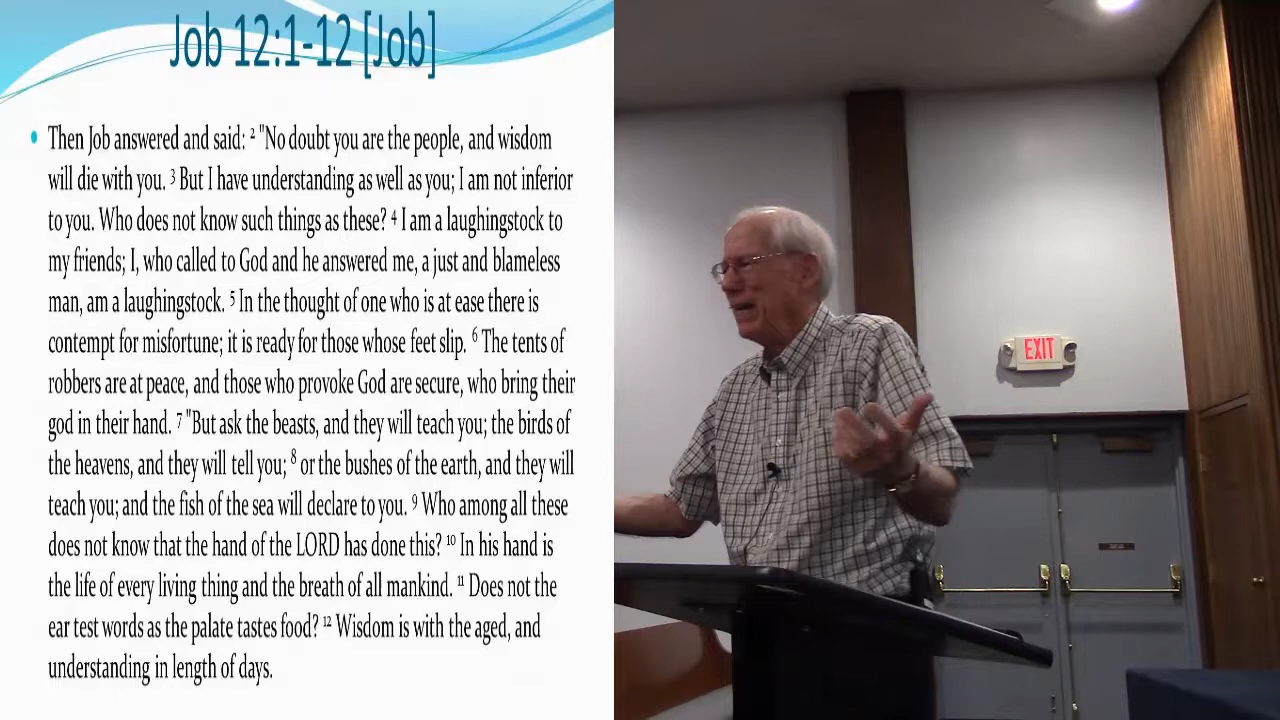 Job 12:1-12 [Job]
• Then Job answered and said: ² "No doubt you are the people, and wisdom
will die with you. ³ But I have understanding as well as you; I am not inferior
to you. Who does not know such things as these? ⁴ I am a laughingstock to
my friends; I, who called to God and he answered me, a just and blameless
man, am a laughingstock. ⁵ In the thought of one who is at ease there is
contempt for misfortune; it is ready for those whose feet slip. ⁶ The tents of
robbers are at peace, and those who provoke God are secure, who bring their
god in their hand. ⁷ "But ask the beasts, and they will teach you; the birds of
the heavens, and they will tell you; ⁸ or the bushes of the earth, and they will
teach you; and the fish of the sea will declare to you. ⁹ Who among all these
does not know that the hand of the LORD has done this? ¹⁰ In his hand is
the life of every living thing and the breath of all mankind. ¹¹ Does not the
ear test words as the palate tastes food? ¹² Wisdom is with the aged, and
understanding in length of days.
EXIT